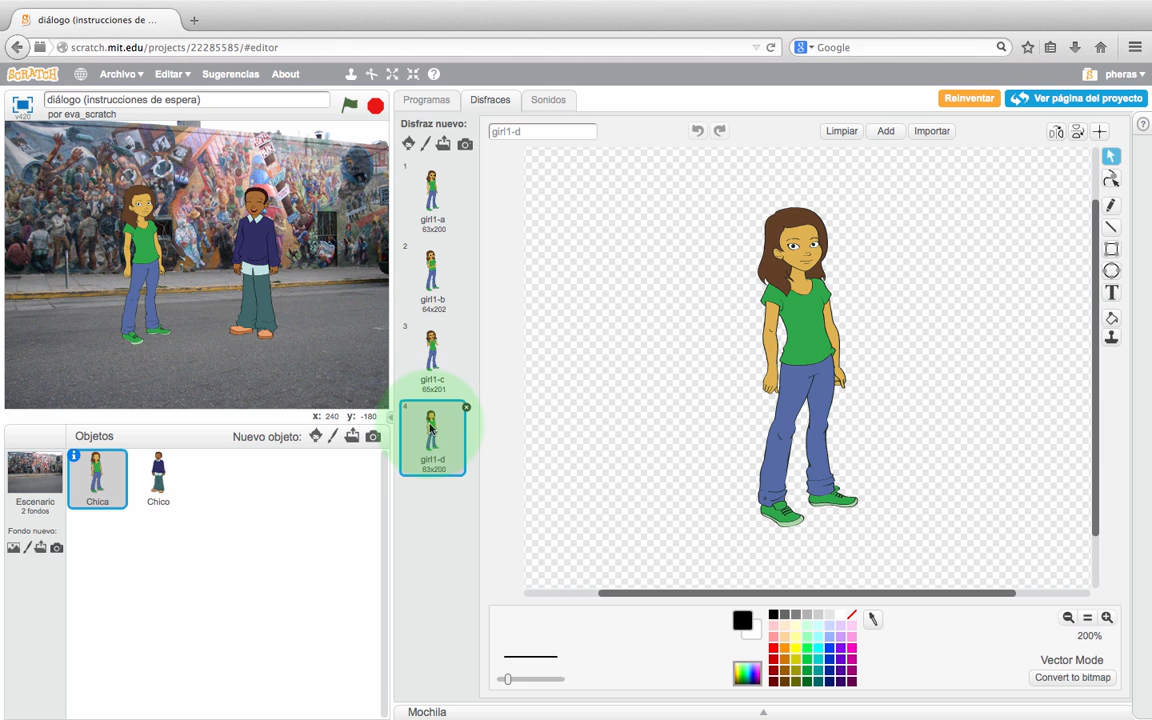 diálogo (instrucciones de ...
scratch.mit.edu/projects/22285585/#editor
Google
SCRATCH
Archivo
Editar
Sugerencias
About
pheras
v420
diálogo (instrucciones de espera)
por eva_scratch
Programas
Disfraces
Sonidos
Reinventar
Ver página del proyecto
Disfraz nuevo:
girl1-d
Limpiar
Add
Importar
1
girl1-a
63x200
2
girl1-b
64x202
3
girl1-c
65x201
4
girl1-d
63x200
T
x: 240 y: -180
Objetos
Nuevo objeto:
Escenario
2 fondos
Chica
Chico
Fondo nuevo:
200%
Vector Mode
Convert to bitmap
Mochila